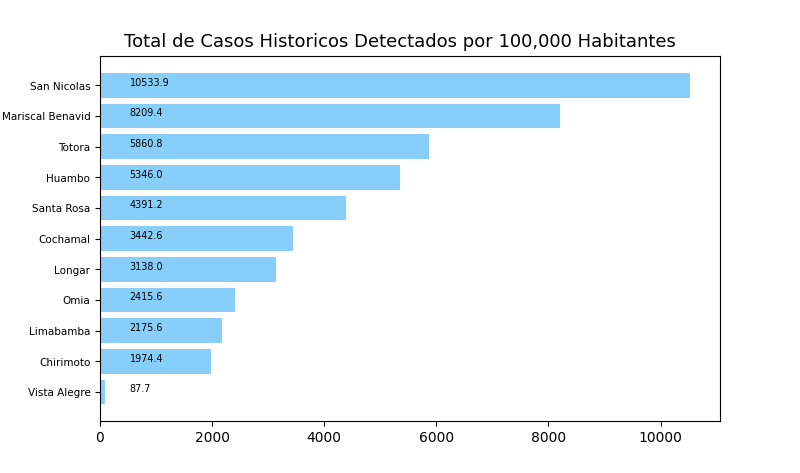 Total de Casos Historicos Detectados por 100,000 Habitantes
San Nicolas 10533.9
Mariscal Benavid 8209.4
Totora 5860.8
Huambo 5346.0
Santa Rosa 4391.2
Cochamal 3442.6
Longar 3138.0
Omia 2415.6
Limabamba 2175.6
Chirimoto 1974.4
Vista Alegre 87.7
0 2000 4000 6000 8000 10000